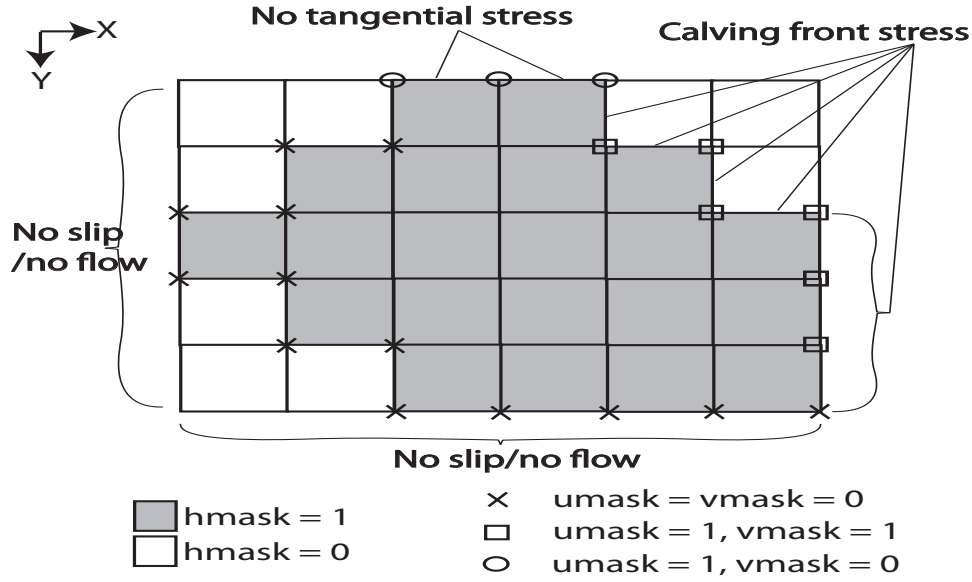 No tangential stress
X
Calving front stress
Y
No slip
/no flow
No slip/no flow
hmask = 1
hmask = 0
umask = vmask = 0
umask = 1, vmask = 1
umask = 1, vmask = 0